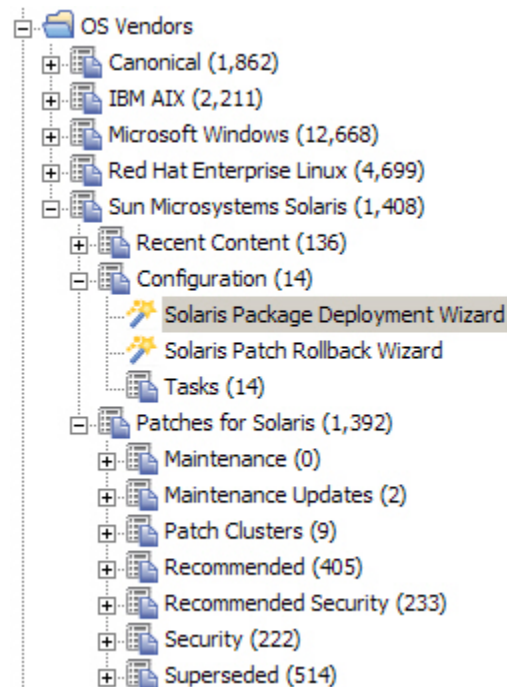 OS Vendors
Canonical (1,862)
IBM AIX (2,211)
Microsoft Windows (12,668)
Red Hat Enterprise Linux (4,699)
Sun Microsystems Solaris (1,408)
Recent Content (136)
Configuration (14)
Solaris Package Deployment Wizard
Solaris Patch Rollback Wizard
Tasks (14)
Patches for Solaris (1,392)
Maintenance (0)
Maintenance Updates (2)
Patch Clusters (9)
Recommended (405)
Recommended Security (233)
Security (222)
Superseded (514)